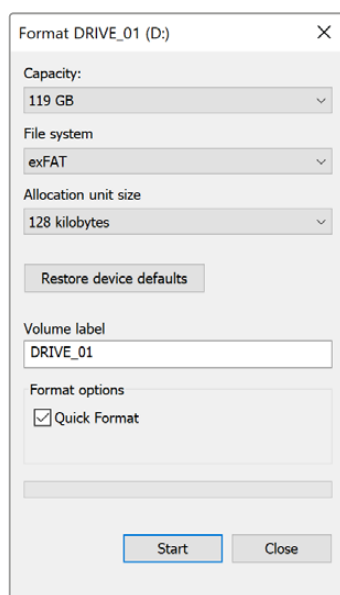 Format DRIVE_01 (D:)
Capacity:
119 GB
File system
exFAT
Allocation unit size
128 kilobytes
Restore device defaults
Volume label
DRIVE_01
Format options
Quick Format
Start Close